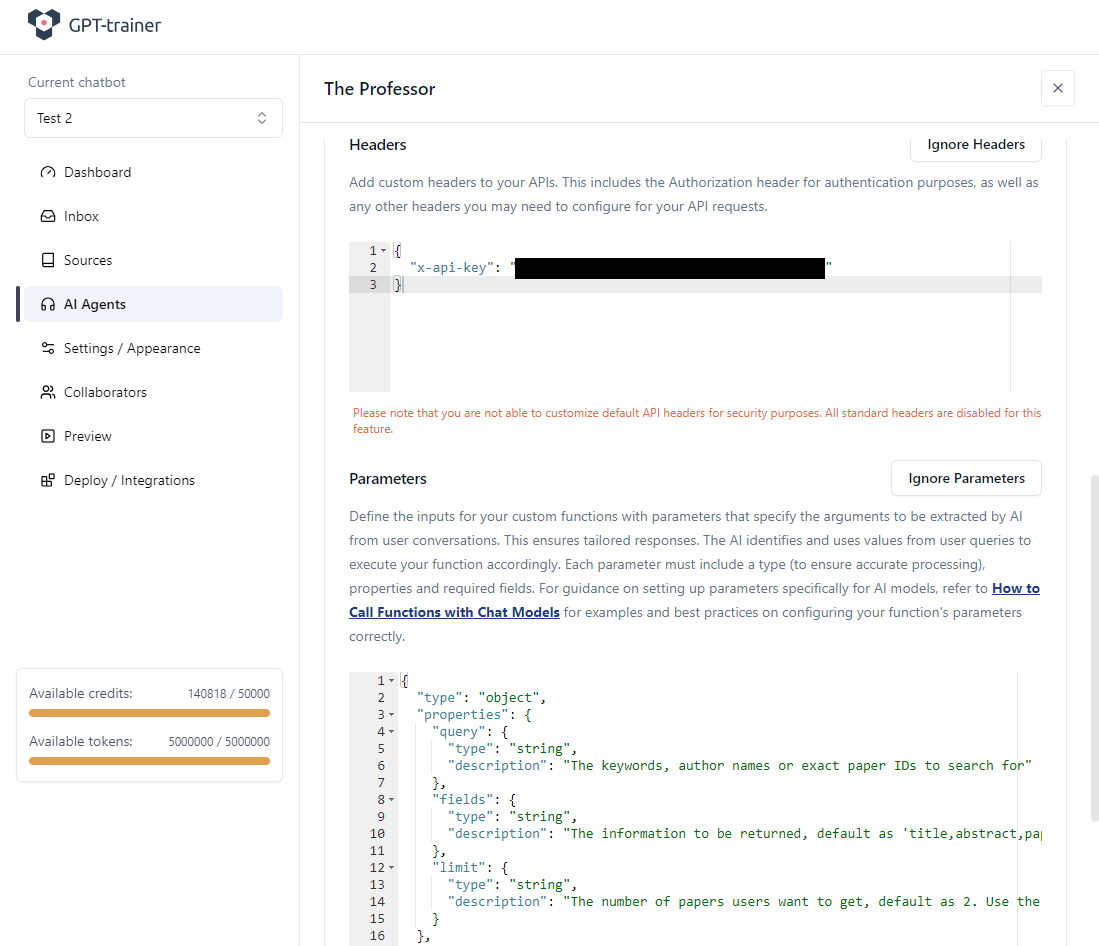 GPT-trainer
Current chatbot
Test 2
Dashboard
Inbox
Sources
AI Agents
Settings / Appearance
Collaborators
Preview
Deploy / Integrations
Available credits: 140818 / 50000
Available tokens: 5000000 / 5000000
The Professor
Headers
Ignore Headers
Add custom headers to your APIs. This includes the Authorization header for authentication purposes, as well as
any other headers you may need to configure for your API requests.
1 {
2 "x-api-key": " "
3 }
Please note that you are not able to customize default API headers for security purposes. All standard headers are disabled for this
feature.
Parameters
Ignore Parameters
Define the inputs for your custom functions with parameters that specify the arguments to be extracted by AI
from user conversations. This ensures tailored responses. The AI identifies and uses values from user queries to
execute your function accordingly. Each parameter must include a type (to ensure accurate processing),
properties and required fields. For guidance on setting up parameters specifically for AI models, refer to How to
Call Functions with Chat Models for examples and best practices on configuring your function's parameters
correctly.
1 {
2 "type": "object",
3 "properties": {
4 "query": {
5 "type": "string",
6 "description": "The keywords, author names or exact paper IDs to search for"
7 },
8 "fields": {
9 "type": "string",
10 "description": "The information to be returned, default as 'title,abstract,pap
11 },
12 "limit": {
13 "type": "string",
14 "description": "The number of papers users want to get, default as 2. Use the
15 }
16 },